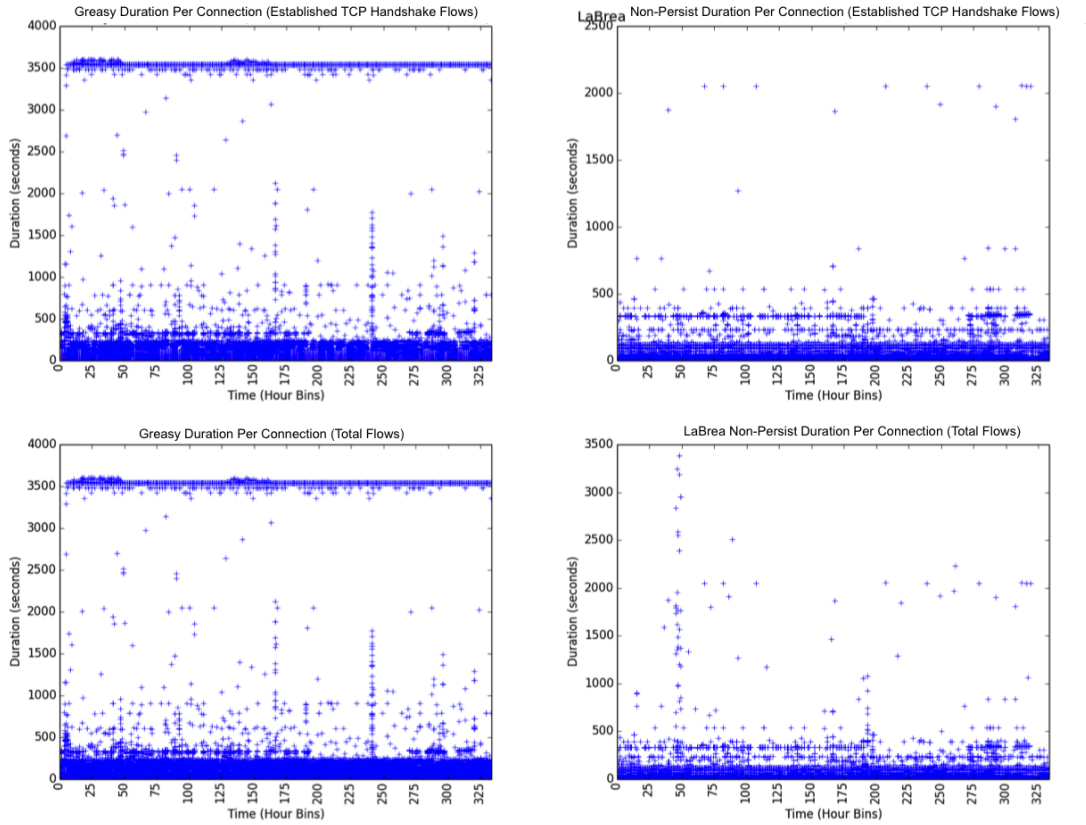 Greasy Duration Per Connection (Established TCP Handshake Flows)
4000
3500
3000
2500
2000
1500
1000
500
0
Duration (seconds)
0 25 50 75 100 125 150 175 200 225 250 275 300 325
Time (Hour Bins)
LaBrea Non-Persist Duration Per Connection (Established TCP Handshake Flows)
2500
2000
1500
1000
500
0
Duration (seconds)
0 25 50 75 100 125 150 175 200 225 250 275 300 325
Time (Hour Bins)
Greasy Duration Per Connection (Total Flows)
4000
3500
3000
2500
2000
1500
1000
500
0
Duration (seconds)
0 25 50 75 100 125 150 175 200 225 250 275 300 325
Time (Hour Bins)
LaBrea Non-Persist Duration Per Connection (Total Flows)
3500
3000
2500
2000
1500
1000
500
0
Duration (seconds)
0 25 50 75 100 125 150 175 200 225 250 275 300 325
Time (Hour Bins)